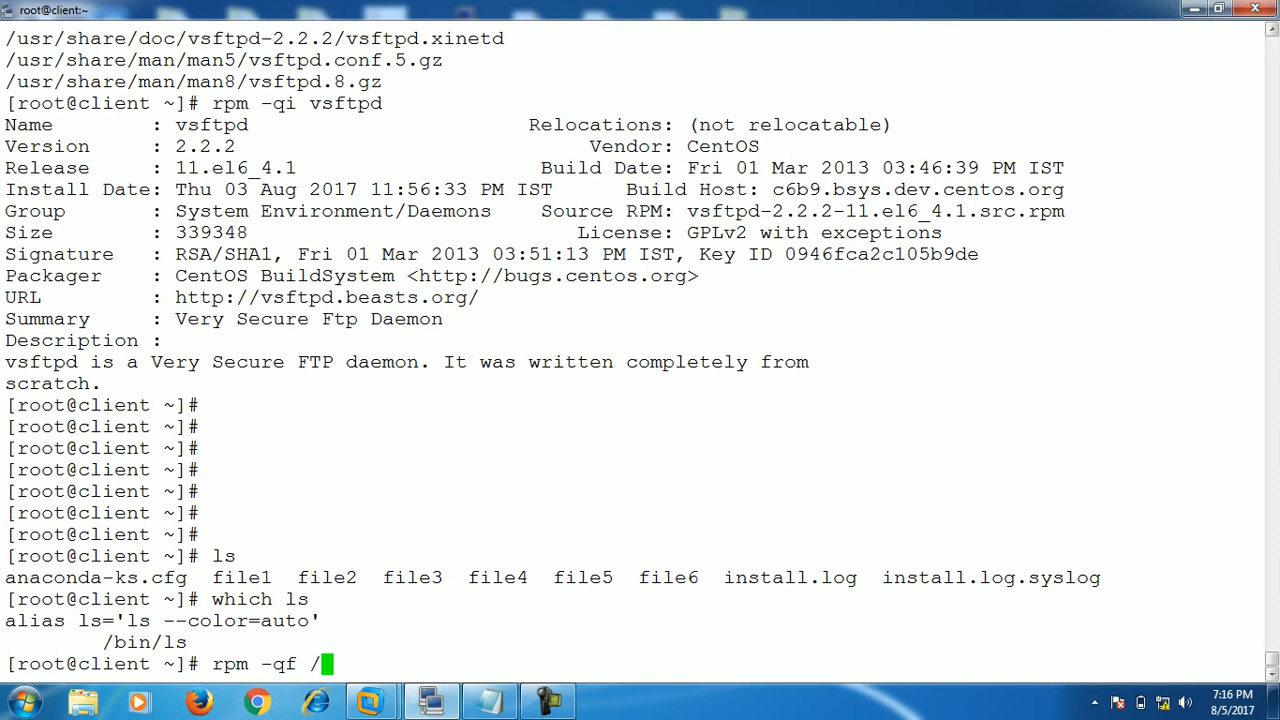 root@client:~
/usr/share/doc/vsftpd-2.2.2/vsftpd.xinetd
/usr/share/man/man5/vsftpd.conf.5.gz
/usr/share/man/man8/vsftpd.8.gz
[root@client ~]# rpm -qi vsftpd
Name        : vsftpd                       Relocations: (not relocatable)
Version     : 2.2.2                             Vendor: CentOS
Release     : 11.el6_4.1                    Build Date: Fri 01 Mar 2013 03:46:39 PM IST
Install Date: Thu 03 Aug 2017 11:56:33 PM IST      Build Host: c6b9.bsys.dev.centos.org
Group       : System Environment/Daemons    Source RPM: vsftpd-2.2.2-11.el6_4.1.src.rpm
Size        : 339348                           License: GPLv2 with exceptions
Signature   : RSA/SHA1, Fri 01 Mar 2013 03:51:13 PM IST, Key ID 0946fca2c105b9de
Packager    : CentOS BuildSystem <http://bugs.centos.org>
URL         : http://vsftpd.beasts.org/
Summary     : Very Secure Ftp Daemon
Description :
vsftpd is a Very Secure FTP daemon. It was written completely from
scratch.
[root@client ~]#
[root@client ~]#
[root@client ~]#
[root@client ~]#
[root@client ~]#
[root@client ~]#
[root@client ~]#
[root@client ~]# ls
anaconda-ks.cfg  file1  file2  file3  file4  file5  file6  install.log  install.log.syslog
[root@client ~]# which ls
alias ls='ls --color=auto'
        /bin/ls
[root@client ~]# rpm -qf /
7:16 PM
8/5/2017